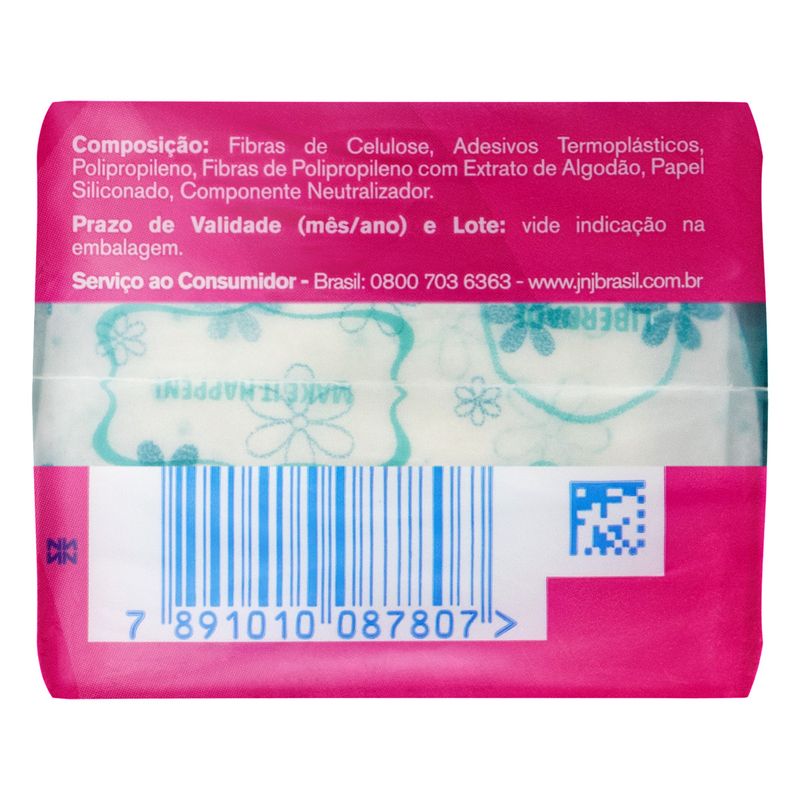 Composição: Fibras de Celulose, Adesivos Termoplásticos,
Polipropileno, Fibras de Polipropileno com Extrato de Algodão, Papel
Siliconado, Componente Neutralizador.
Prazo de Validade (mês/ano) e Lote: vide indicação na
embalagem.
Serviço ao Consumidor - Brasil: 0800 703 6363 - www.jnjbrasil.com.br
LIBERDADE
MAKE IT HAPPEN!
7 891010 087807 >